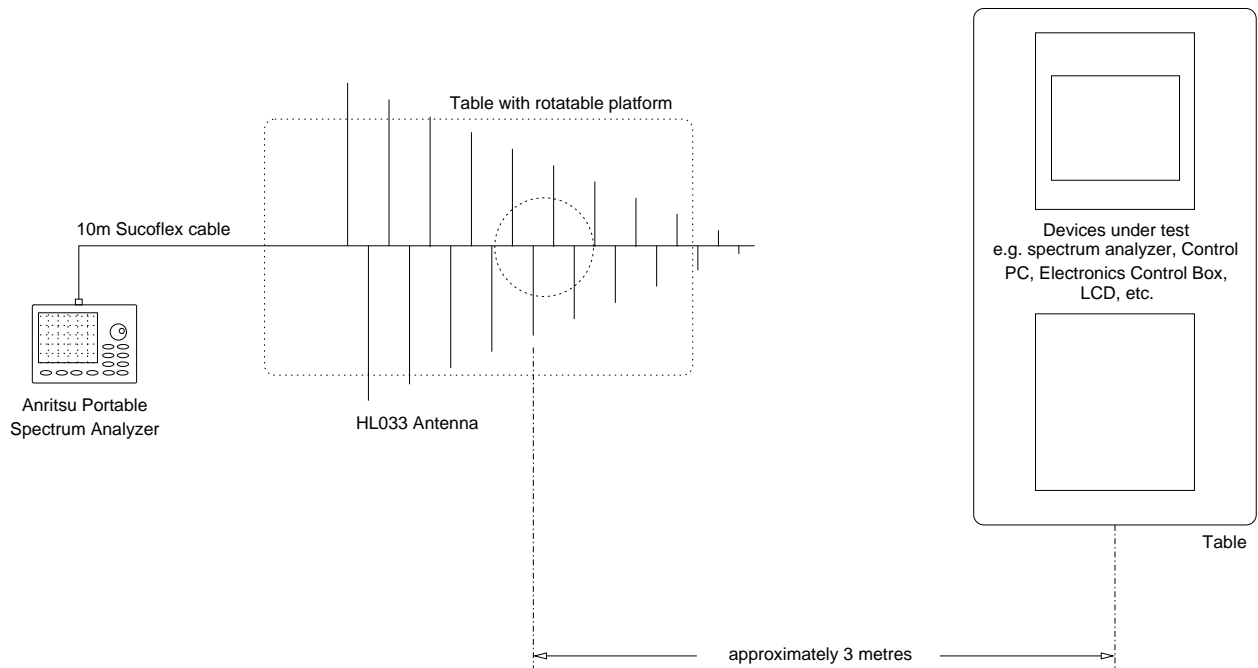 Table with rotatable platform
10m Sucoflex cable
Anritsu Portable
Spectrum Analyzer
HL033 Antenna
Devices under test
e.g. spectrum analyzer, Control
PC, Electronics Control Box,
LCD, etc.
Table
approximately 3 metres